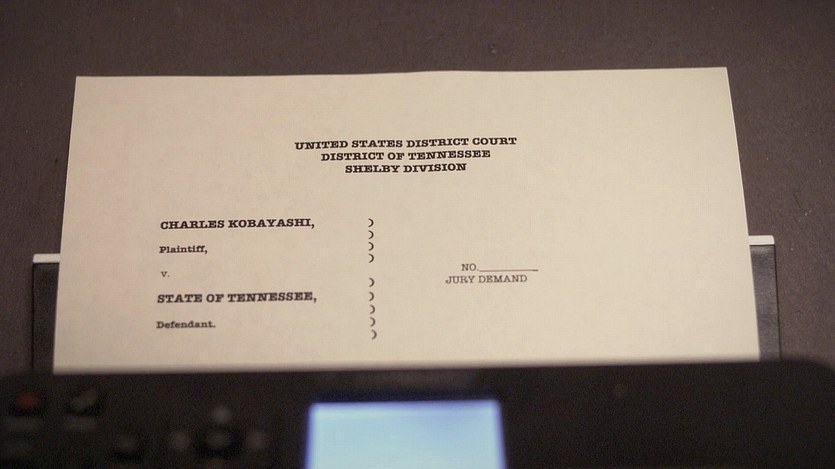 UNITED STATES DISTRICT COURT
DISTRICT OF TENNESSEE
SHELBY DIVISION
CHARLES KOBAYASHI, )
)
Plaintiff, )
)
v.
)
STATE OF TENNESSEE, )
)
Defendant. )
)
NO.________
JURY DEMAND